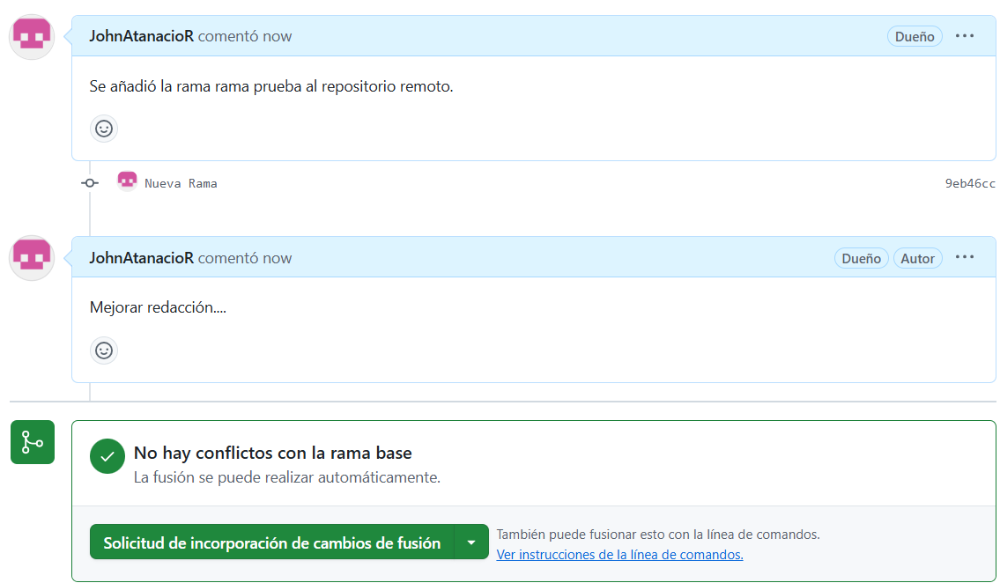 JohnAtanacioR comentó now
Dueño
Se añadió la rama rama prueba al repositorio remoto.
Nueva Rama
9eb46cc
JohnAtanacioR comentó now
Dueño
Autor
Mejorar redacción....
No hay conflictos con la rama base
La fusión se puede realizar automáticamente.
Solicitud de incorporación de cambios de fusión
También puede fusionar esto con la línea de comandos.
Ver instrucciones de la línea de comandos.